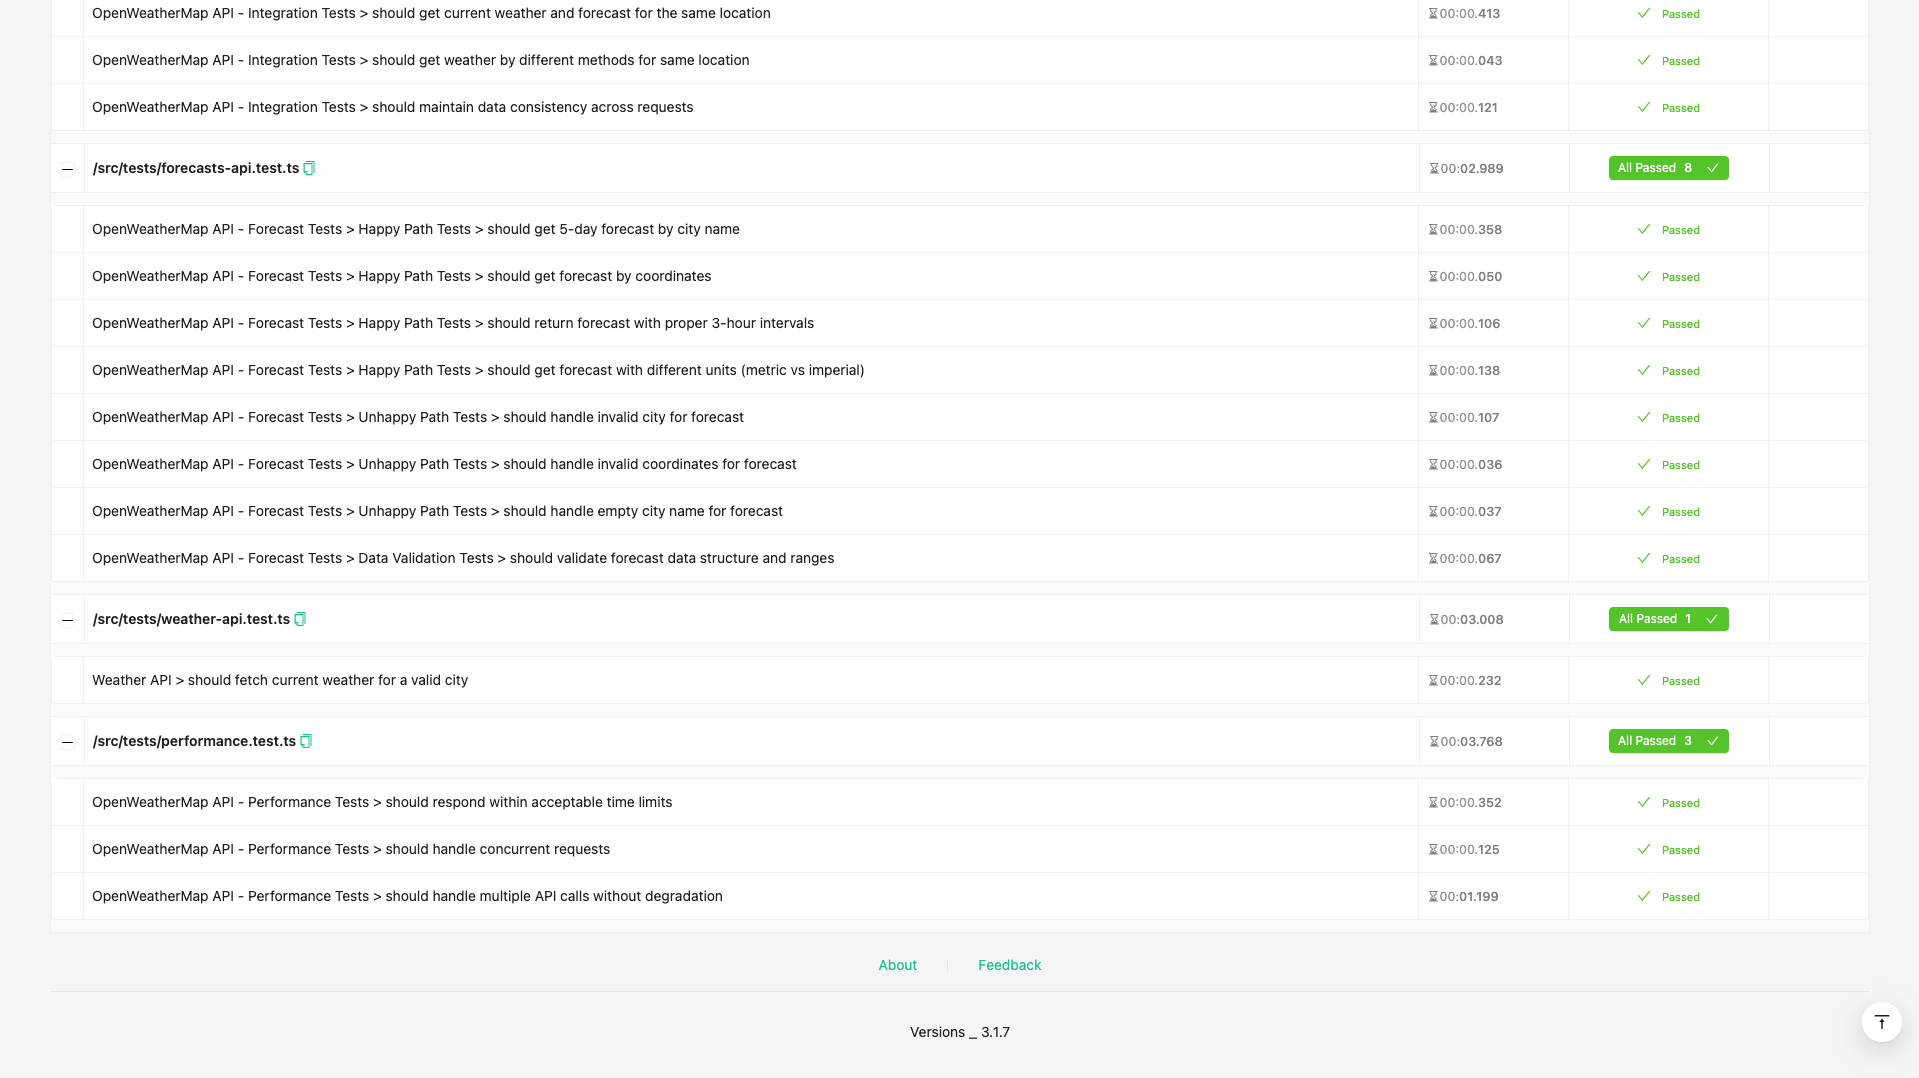 OpenWeatherMap API - Integration Tests > should get current weather and forecast for the same location 00:00.413 Passed
OpenWeatherMap API - Integration Tests > should get weather by different methods for same location 00:00.043 Passed
OpenWeatherMap API - Integration Tests > should maintain data consistency across requests 00:00.121 Passed
/src/tests/forecasts-api.test.ts 00:02.989 All Passed 8
OpenWeatherMap API - Forecast Tests > Happy Path Tests > should get 5-day forecast by city name 00:00.358 Passed
OpenWeatherMap API - Forecast Tests > Happy Path Tests > should get forecast by coordinates 00:00.050 Passed
OpenWeatherMap API - Forecast Tests > Happy Path Tests > should return forecast with proper 3-hour intervals 00:00.106 Passed
OpenWeatherMap API - Forecast Tests > Happy Path Tests > should get forecast with different units (metric vs imperial) 00:00.138 Passed
OpenWeatherMap API - Forecast Tests > Unhappy Path Tests > should handle invalid city for forecast 00:00.107 Passed
OpenWeatherMap API - Forecast Tests > Unhappy Path Tests > should handle invalid coordinates for forecast 00:00.036 Passed
OpenWeatherMap API - Forecast Tests > Unhappy Path Tests > should handle empty city name for forecast 00:00.037 Passed
OpenWeatherMap API - Forecast Tests > Data Validation Tests > should validate forecast data structure and ranges 00:00.067 Passed
/src/tests/weather-api.test.ts 00:03.008 All Passed 1
Weather API > should fetch current weather for a valid city 00:00.232 Passed
/src/tests/performance.test.ts 00:03.768 All Passed 3
OpenWeatherMap API - Performance Tests > should respond within acceptable time limits 00:00.352 Passed
OpenWeatherMap API - Performance Tests > should handle concurrent requests 00:00.125 Passed
OpenWeatherMap API - Performance Tests > should handle multiple API calls without degradation 00:01.199 Passed
About Feedback
Versions _ 3.1.7